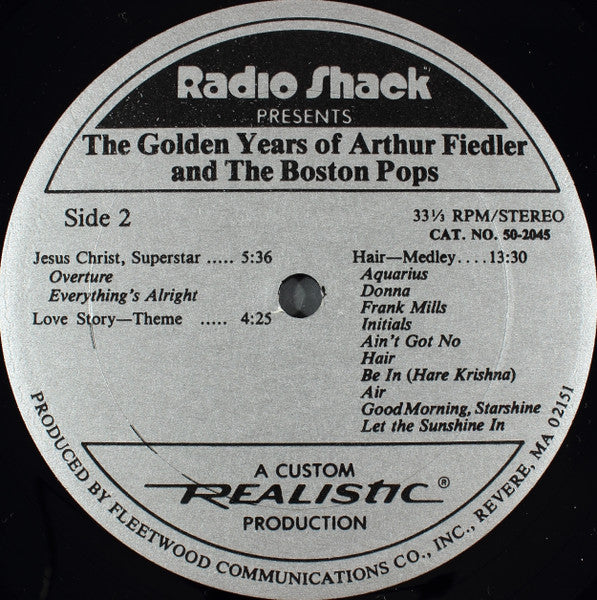 Radio Shack
PRESENTS
The Golden Years of Arthur Fiedler
and The Boston Pops
Side 2
33⅓ RPM/STEREO
CAT. NO. 50-2045
Jesus Christ, Superstar ..... 5:36
Overture
Everything's Alright
Love Story—Theme ..... 4:25
Hair—Medley....13:30
Aquarius
Donna
Frank Mills
Initials
Ain't Got No
Hair
Be In (Hare Krishna)
Air
Good Morning, Starshine
Let the Sunshine In
A CUSTOM
REALISTIC®
PRODUCTION
PRODUCED BY FLEETWOOD COMMUNICATIONS CO., INC., REVERE, MA 02151